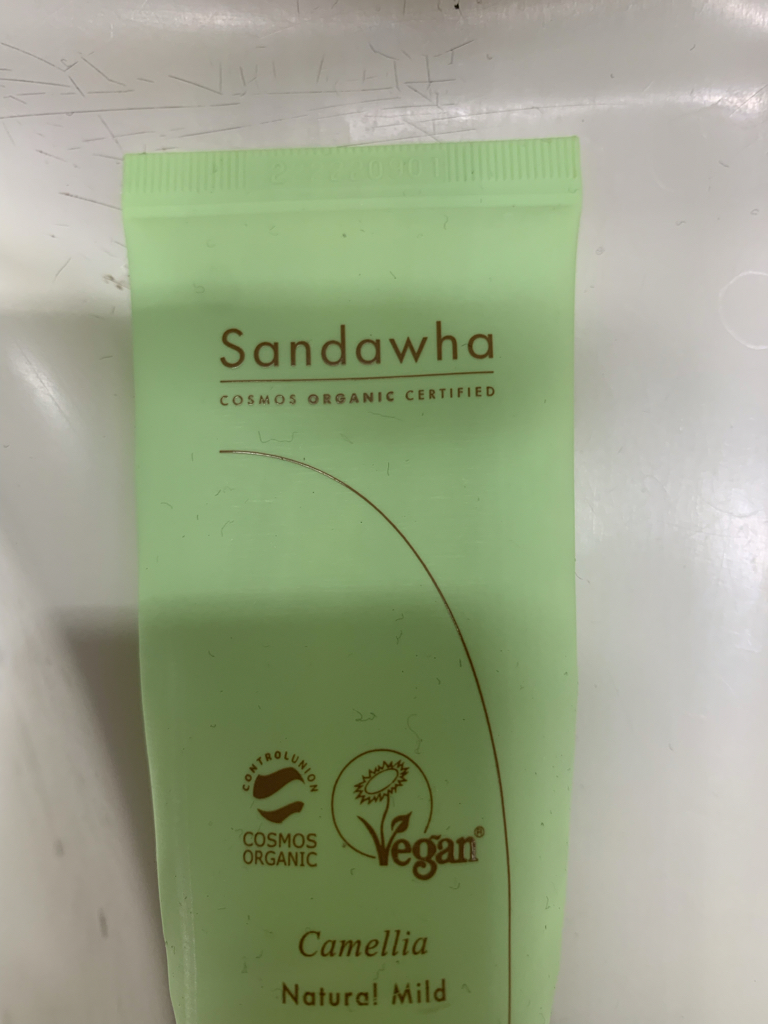 Sandawha
COSMOS ORGANIC CERTIFIED
CONTROLUNION
COSMOS
ORGANIC
Vegan®
Camellia
Natural Mild